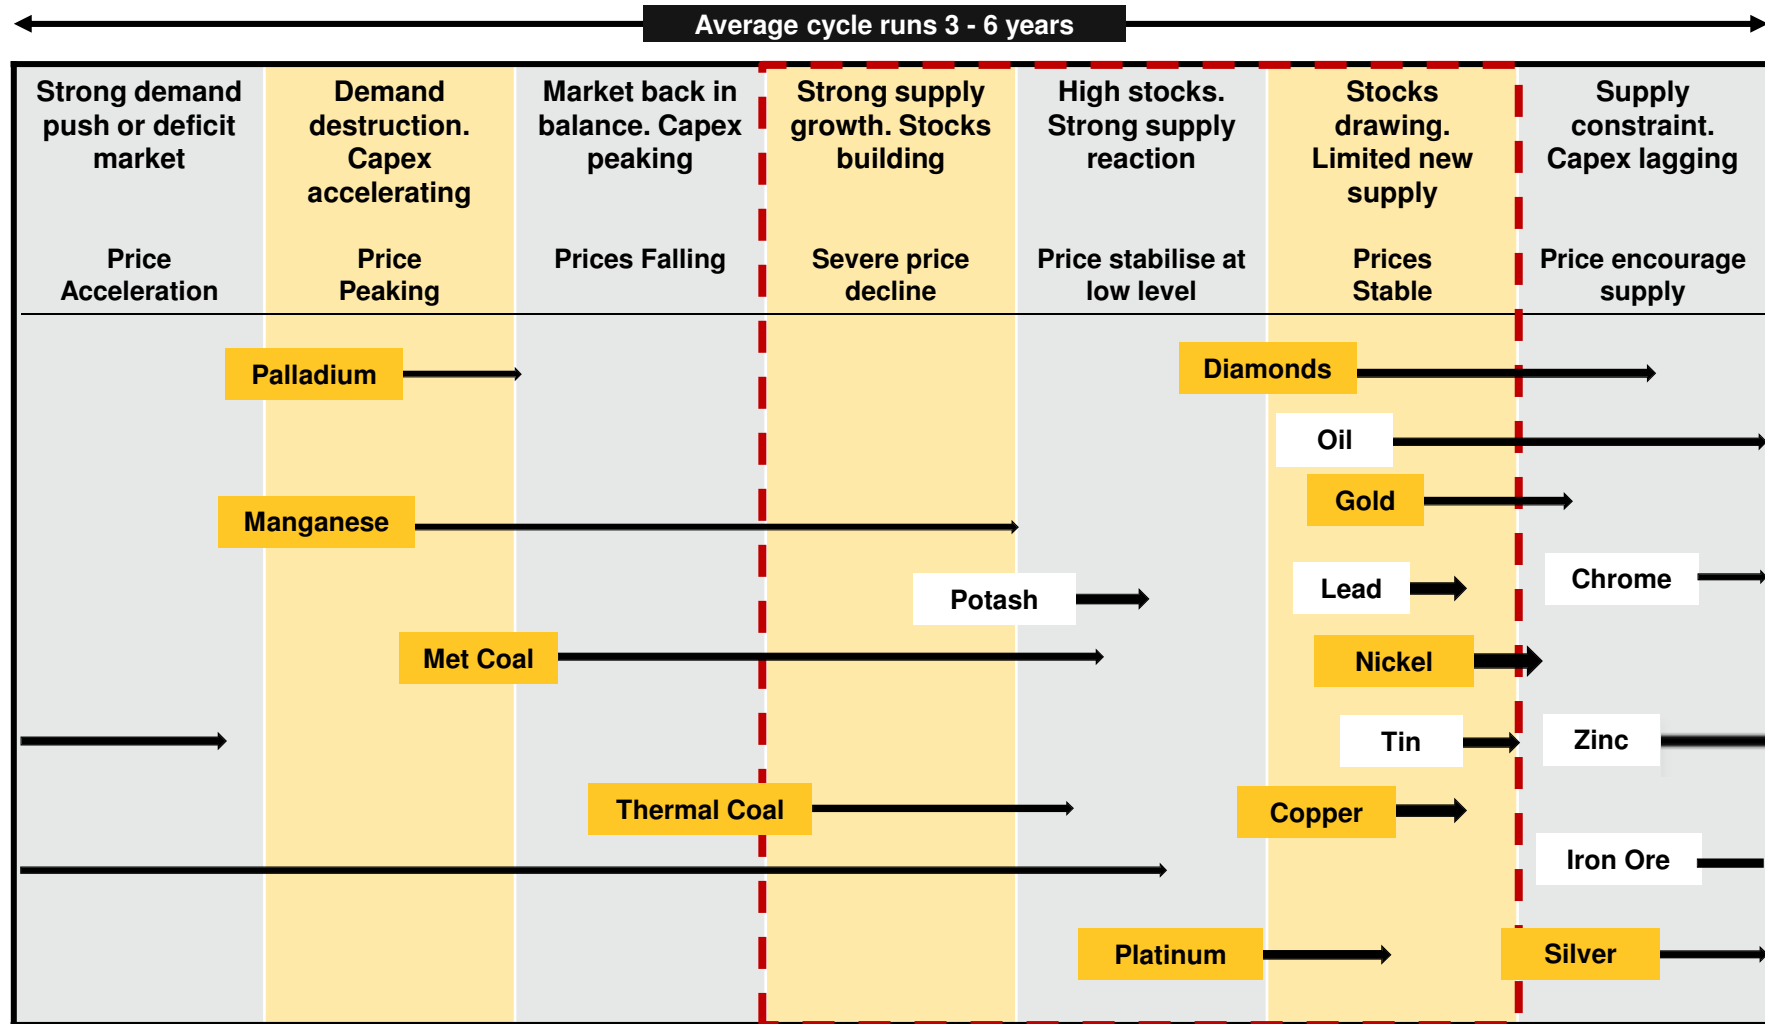 Average cycle runs 3 - 6 years
Strong demand
push or deficit
market
Demand
destruction.
Capex
accelerating
Market back in
balance. Capex
peaking
Strong supply
growth. Stocks
building
High stocks.
Strong supply
reaction
Stocks
drawing.
Limited new
supply
Supply
constraint.
Capex lagging
Price
Acceleration
Price
Peaking
Prices Falling
Severe price
decline
Price stabilise at
low level
Prices
Stable
Price encourage
supply
Palladium
Diamonds
Oil
Gold
Manganese
Chrome
Potash
Lead
Met Coal
Nickel
Tin
Zinc
Thermal Coal
Copper
Iron Ore
Platinum
Silver